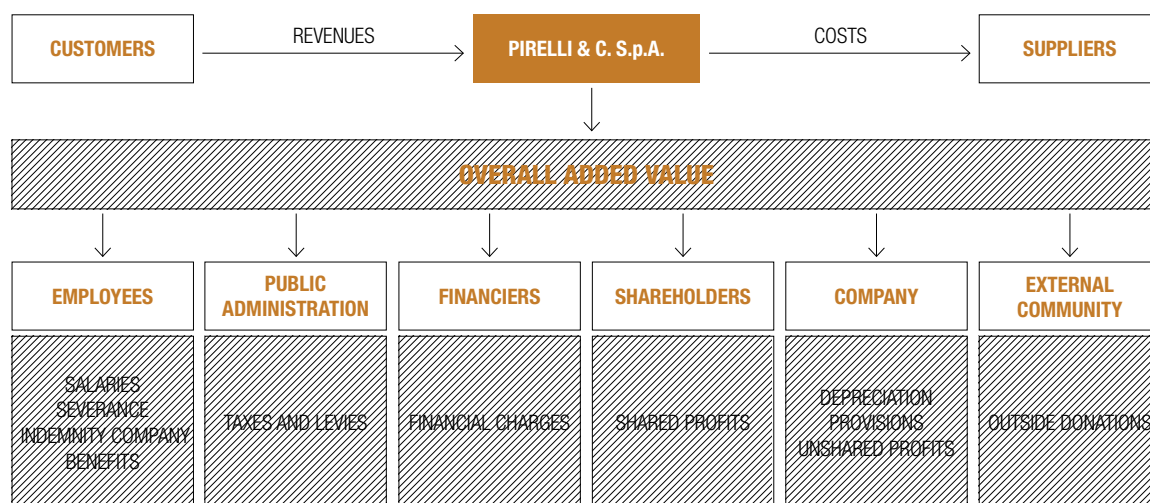 CUSTOMERS
REVENUES
PIRELLI & C. S.p.A.
COSTS
SUPPLIERS
OVERALL ADDED VALUE
EMPLOYEES
PUBLIC
ADMINISTRATION
FINANCIERS
SHAREHOLDERS
COMPANY
EXTERNAL
COMMUNITY
SALARIES
SEVERANCE
INDEMNITY COMPANY
BENEFITS
TAXES AND LEVIES
FINANCIAL CHARGES
SHARED PROFITS
DEPRECIATION
PROVISIONS
UNSHARED PROFITS
OUTSIDE DONATIONS